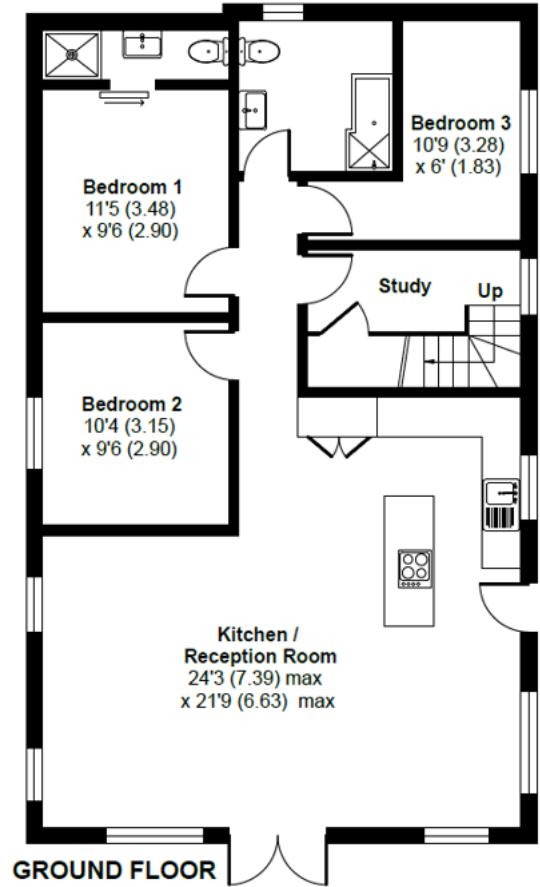 Bedroom 3
10'9 (3.28)
x 6' (1.83)
Bedroom 1
11'5 (3.48)
x 9'6 (2.90)
Study
Up
Bedroom 2
10'4 (3.15)
x 9'6 (2.90)
Kitchen /
Reception Room
24'3 (7.39) max
x 21'9 (6.63) max
GROUND FLOOR